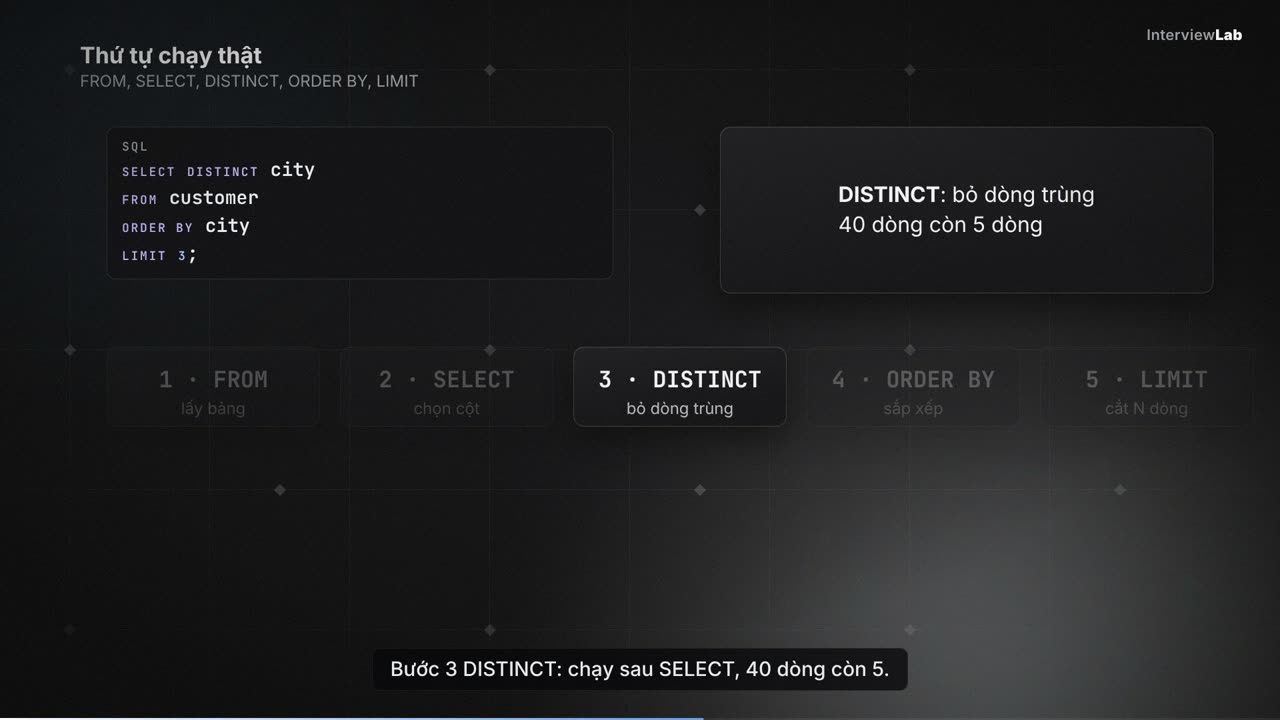 Thứ tự chạy thật
FROM, SELECT, DISTINCT, ORDER BY, LIMIT
InterviewLab
SQL
SELECT DISTINCT city
FROM customer
ORDER BY city
LIMIT 3;
DISTINCT: bỏ dòng trùng
40 dòng còn 5 dòng
1 · FROM
lấy bảng
2 · SELECT
chọn cột
3 · DISTINCT
bỏ dòng trùng
4 · ORDER BY
sắp xếp
5 · LIMIT
cắt N dòng
Bước 3 DISTINCT: chạy sau SELECT, 40 dòng còn 5.